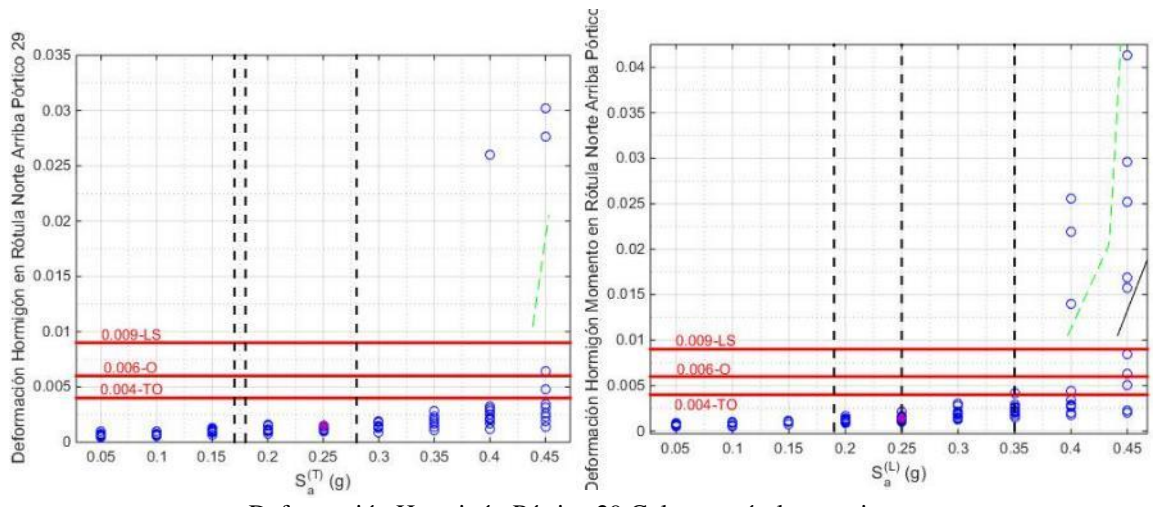 Deformación Hormigón en Rótula Norte Arriba Pórtico 29
0.035
0.03
0.025
0.02
0.015
0.01
0.005
0
0.009-LS
0.006-O
0.004-TO
0.05 0.1 0.15 0.2 0.25 0.3 0.35 0.4 0.45
S_a^(T) (g)
Deformación Hormigón Momento en Rótula Norte Arriba Pórtico
0.04
0.035
0.03
0.025
0.02
0.015
0.01
0.005
0
0.009-LS
0.006-O
0.004-TO
0.05 0.1 0.15 0.2 0.25 0.3 0.35 0.4 0.45
S_a^(L) (g)